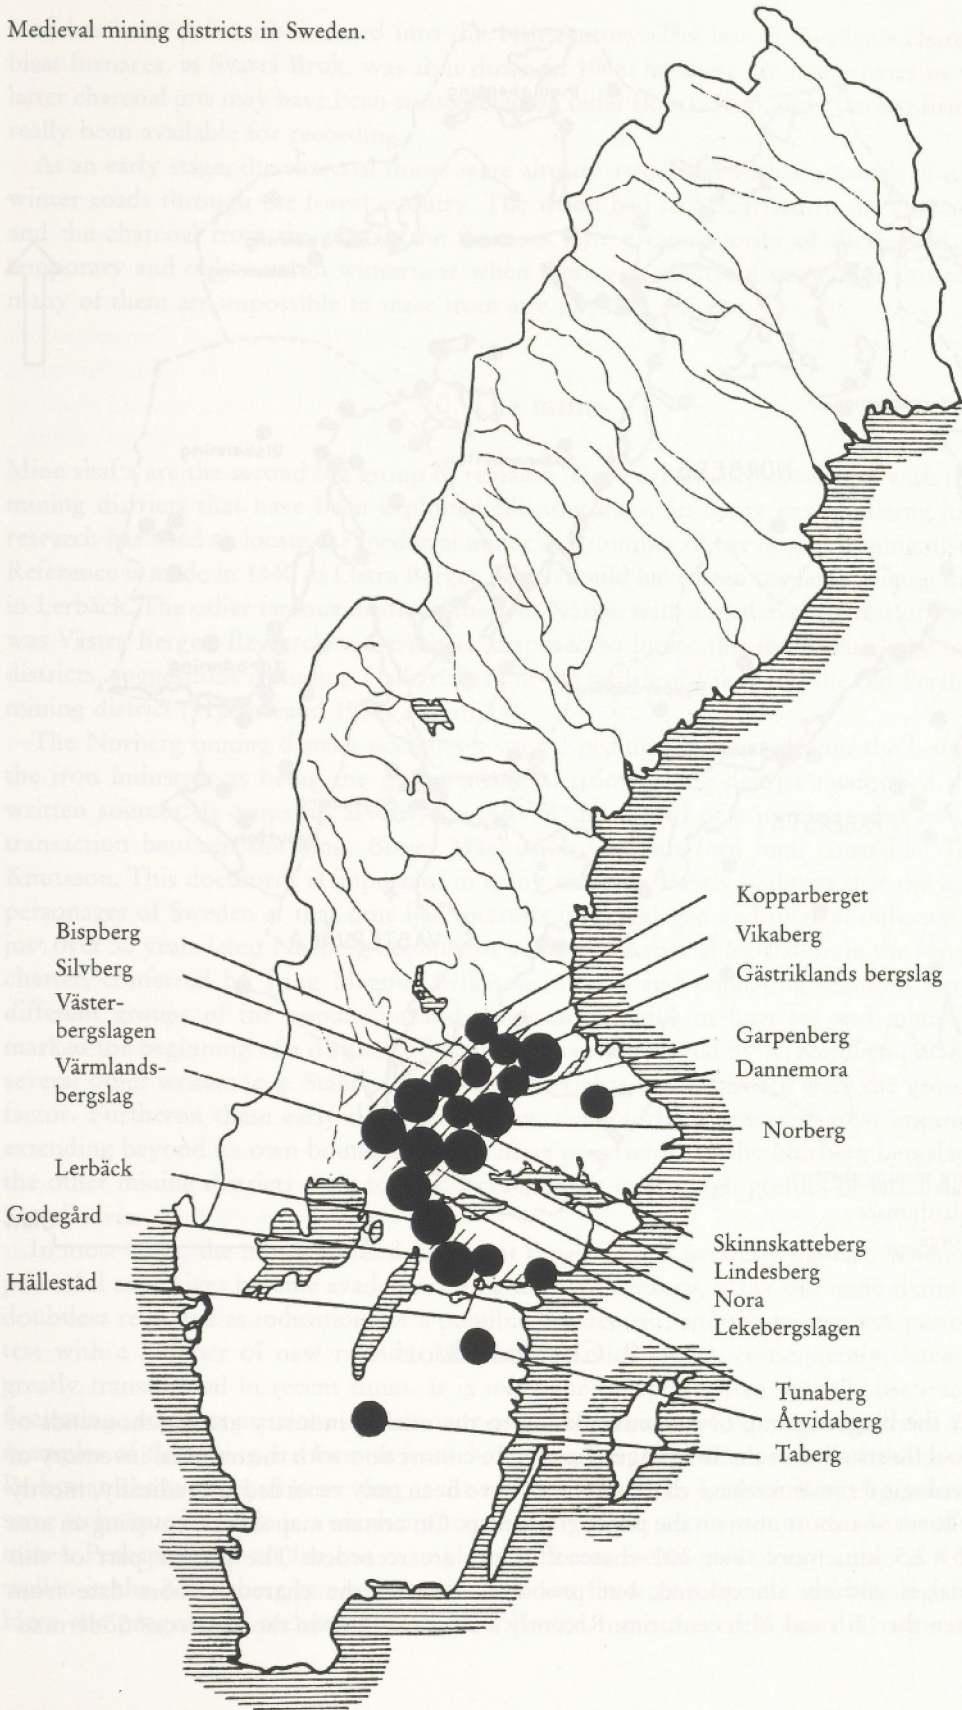 Medieval mining districts in Sweden.
Bispberg
Silvberg
Väster-
bergslagen
Värmlands-
bergslag
Lerbäck
Godegård
Hällestad
Kopparberget
Vikaberg
Gästriklands bergslag
Garpenberg
Dannemora
Norberg
Skinnskatteberg
Lindesberg
Nora
Lekebergslagen
Tunaberg
Åtvidaberg
Taberg